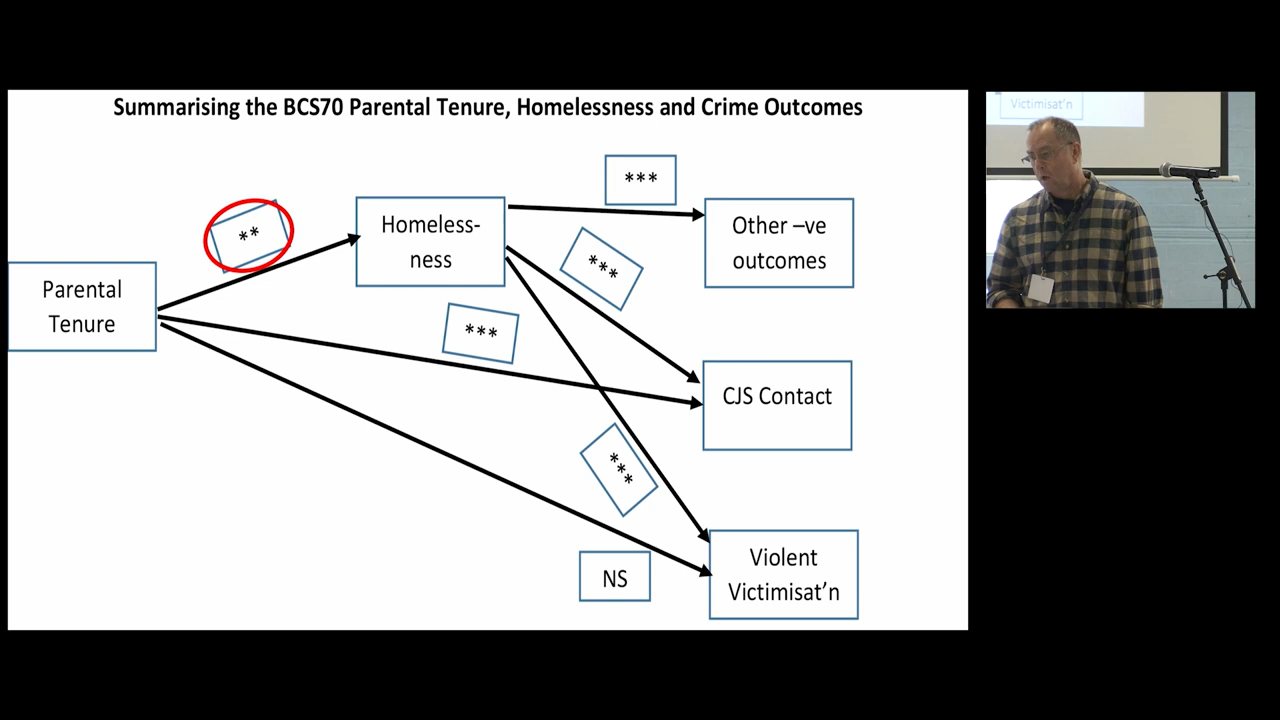 Summarising the BCS70 Parental Tenure, Homelessness and Crime Outcomes
***
**
Homeless-
ness
Other –ve
outcomes
***
Parental
Tenure
***
CJS Contact
***
NS
Violent
Victimisat’n
Victimisat'n